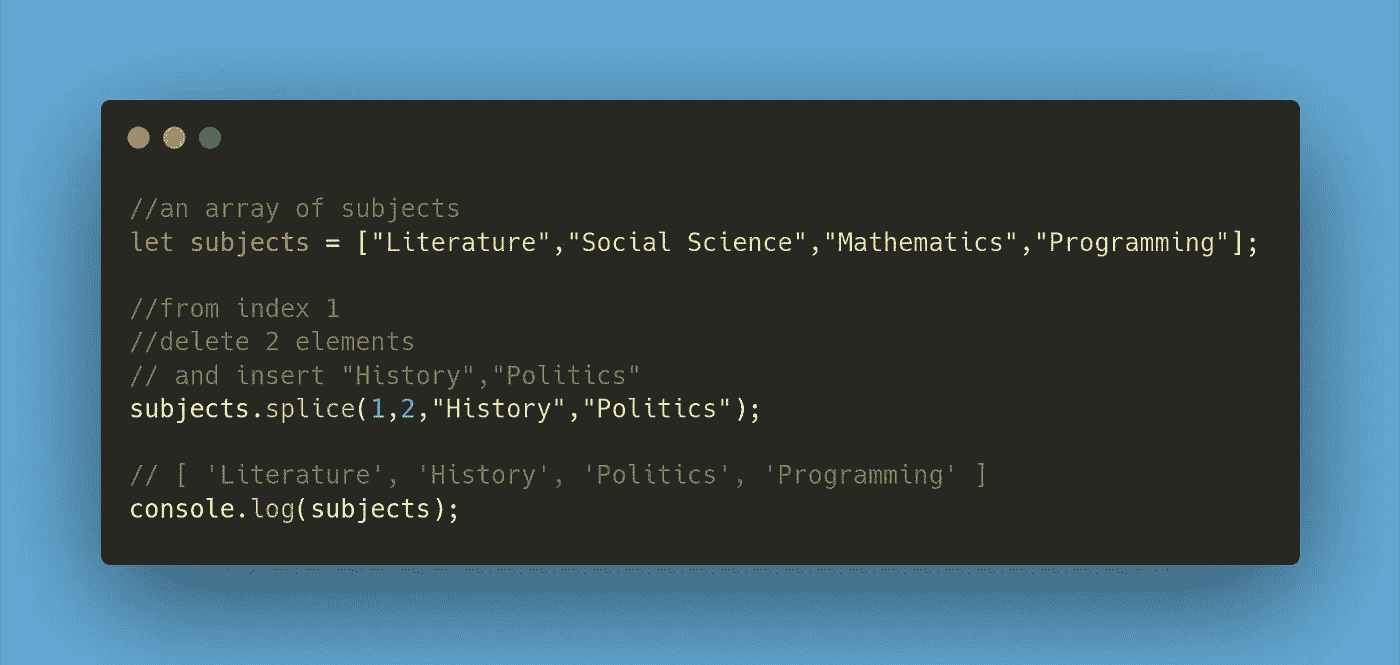 //an array of subjects
let subjects = ["Literature","Social Science","Mathematics","Programming"];
//from index 1
//delete 2 elements
// and insert "History","Politics"
subjects.splice(1,2,"History","Politics");
// [ 'Literature', 'History', 'Politics', 'Programming' ]
console.log(subjects);